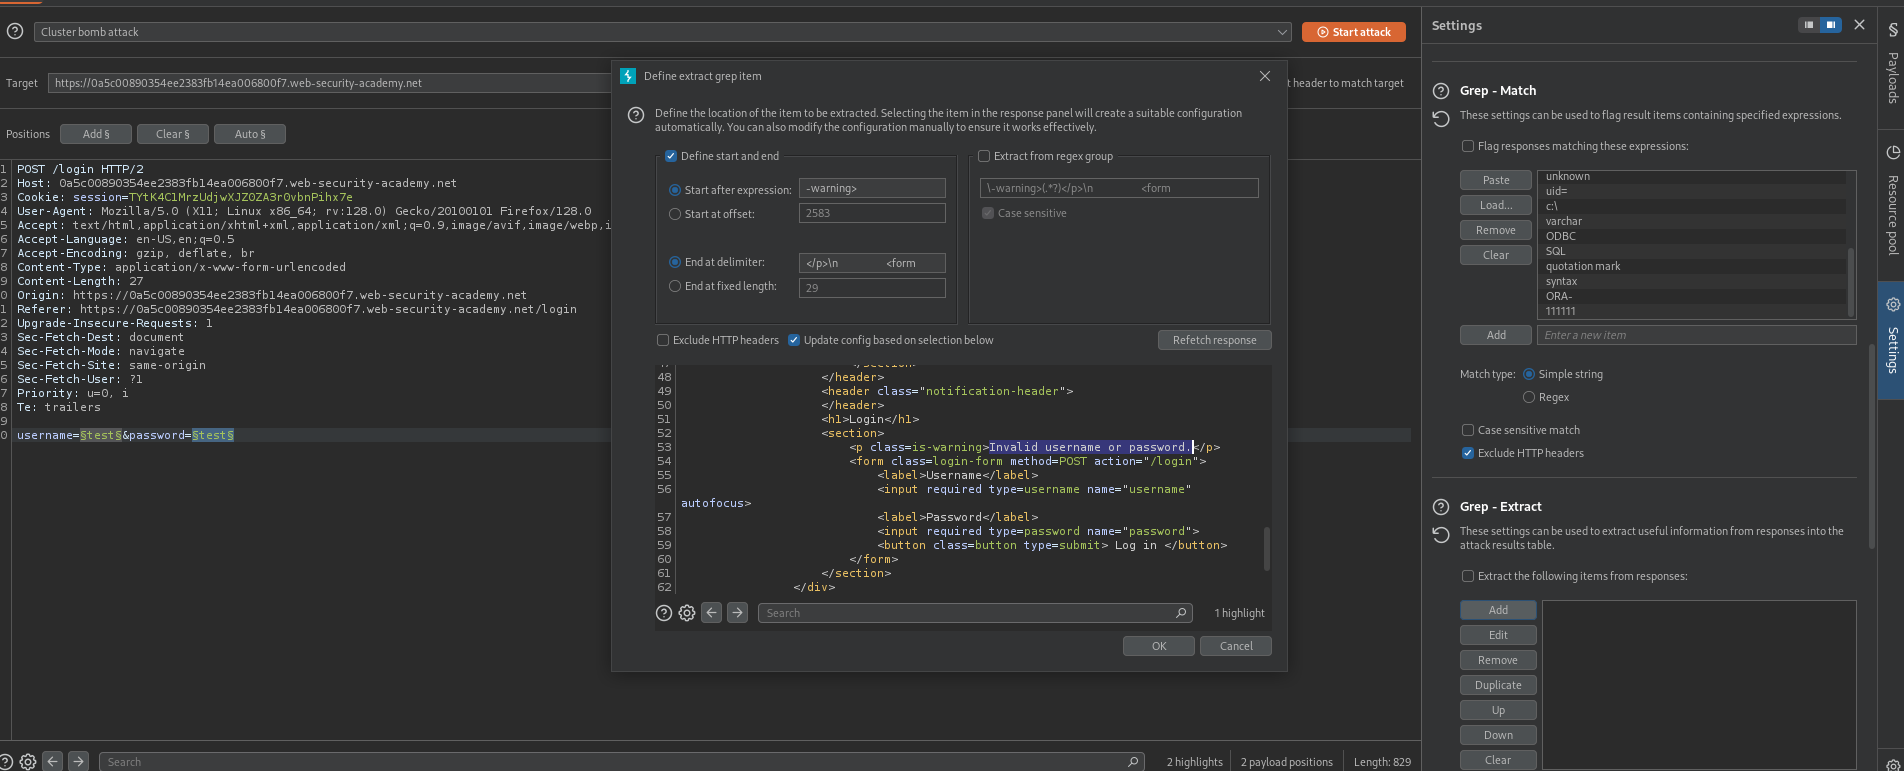 Cluster bomb attack
Start attack
Target
https://0a5c00890354ee2383fb14ea006800f7.web-security-academy.net
t header to match target
Positions
Add §
Clear §
Auto §
1 POST /login HTTP/2
2 Host: 0a5c00890354ee2383fb14ea006800f7.web-security-academy.net
3 Cookie: session=TYtK4ClMrzUdjwXJZOZA3rOvbnPihx7e
4 User-Agent: Mozilla/5.0 (X11; Linux x86_64; rv:128.0) Gecko/20100101 Firefox/128.0
5 Accept: text/html,application/xhtml+xml,application/xml;q=0.9,image/avif,image/webp,i
6 Accept-Language: en-US,en;q=0.5
7 Accept-Encoding: gzip, deflate, br
8 Content-Type: application/x-www-form-urlencoded
9 Content-Length: 27
0 Origin: https://0a5c00890354ee2383fb14ea006800f7.web-security-academy.net
1 Referer: https://0a5c00890354ee2383fb14ea006800f7.web-security-academy.net/login
2 Upgrade-Insecure-Requests: 1
3 Sec-Fetch-Dest: document
4 Sec-Fetch-Mode: navigate
5 Sec-Fetch-Site: same-origin
6 Sec-Fetch-User: ?1
7 Priority: u=0, i
8 Te: trailers
9
0 username=§test§&password=§test§
Search
2 highlights
2 payload positions
Length: 829
Define extract grep item
Define the location of the item to be extracted. Selecting the item in the response panel will create a suitable configuration
automatically. You can also modify the configuration manually to ensure it works effectively.
Define start and end
Start after expression: -warning>
Start at offset: 2583
End at delimiter: </p>\n <form
End at fixed length: 29
Extract from regex group
\-warning>(.*?)</p>\n <form
Case sensitive
Exclude HTTP headers
Update config based on selection below
Refetch response
47 </section>
48 </header>
49 <header class="notification-header">
50 </header>
51 <h1>Login</h1>
52 <section>
53 <p class=is-warning>Invalid username or password.</p>
54 <form class=login-form method=POST action="/login">
55 <label>Username</label>
56 <input required type=username name="username"
autofocus>
57 <label>Password</label>
58 <input required type=password name="password">
59 <button class=button type=submit> Log in </button>
60 </form>
61 </section>
62 </div>
Search
1 highlight
OK
Cancel
Settings
Grep - Match
These settings can be used to flag result items containing specified expressions.
Flag responses matching these expressions:
Paste
Load...
Remove
Clear
unknown
uid=
c:\
varchar
ODBC
SQL
quotation mark
syntax
ORA-
111111
Add
Enter a new item
Match type:
Simple string
Regex
Case sensitive match
Exclude HTTP headers
Grep - Extract
These settings can be used to extract useful information from responses into the
attack results table.
Extract the following items from responses:
Add
Edit
Remove
Duplicate
Up
Down
Clear
§
Payloads
Resource pool
Settings